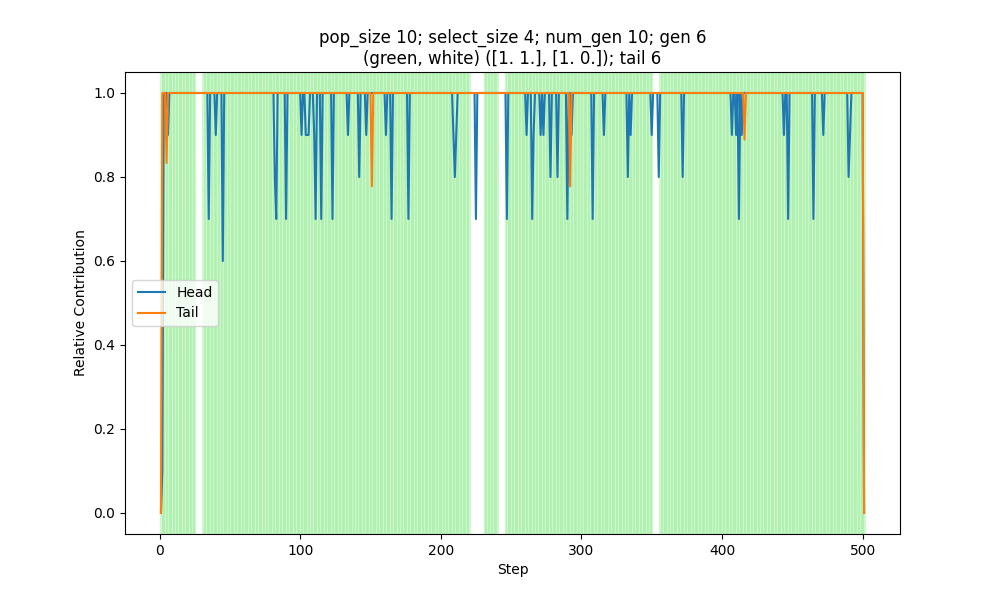 pop_size 10; select_size 4; num_gen 10; gen 6
(green, white) ([1. 1.], [1. 0.]); tail 6
1.0
0.8
0.6
0.4
0.2
0.0
Relative Contribution
Head
Tail
0 100 200 300 400 500
Step